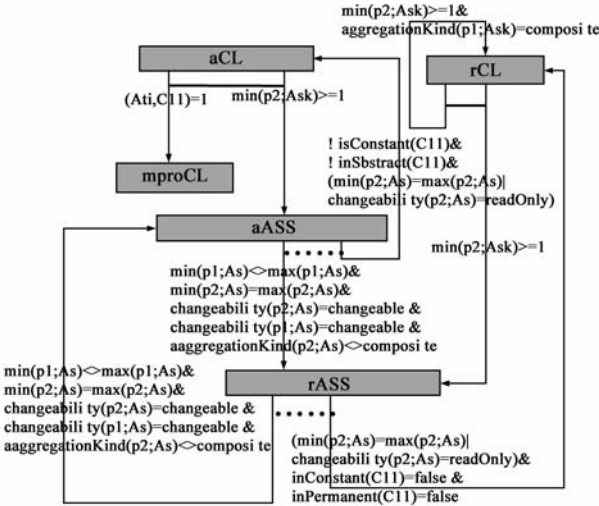 min(p2;Ask)>=1&
aggregationKind(p1;Ask)=composi te
aCL
rCL
(Ati,C11)=1
min(p2;Ask)>=1
! isConstant(C11)&
! inSbstract(C11)&
(min(p2;As)=max(p2;As)|
changeabili ty(p2;As)=readOnly)
mproCL
aASS
min(p2;Ask)>=1
min(p1;As)<>max(p1;As)&
min(p2;As)=max(p2;As)&
changeabili ty(p2;As)=changeable &
changeabili ty(p1;As)=changeable &
aaggregationKind(p2;As)<>composi te
rASS
min(p1;As)<>max(p1;As)&
min(p2;As)=max(p2;As)&
changeabili ty(p2;As)=changeable &
changeabili ty(p1;As)=changeable &
aaggregationKind(p2;As)<>composi te
(min(p2;As)=max(p2;As)|
changeabili ty(p2;As)=readOnly)&
inConstant(C11)=false &
inPermanent(C11)=false